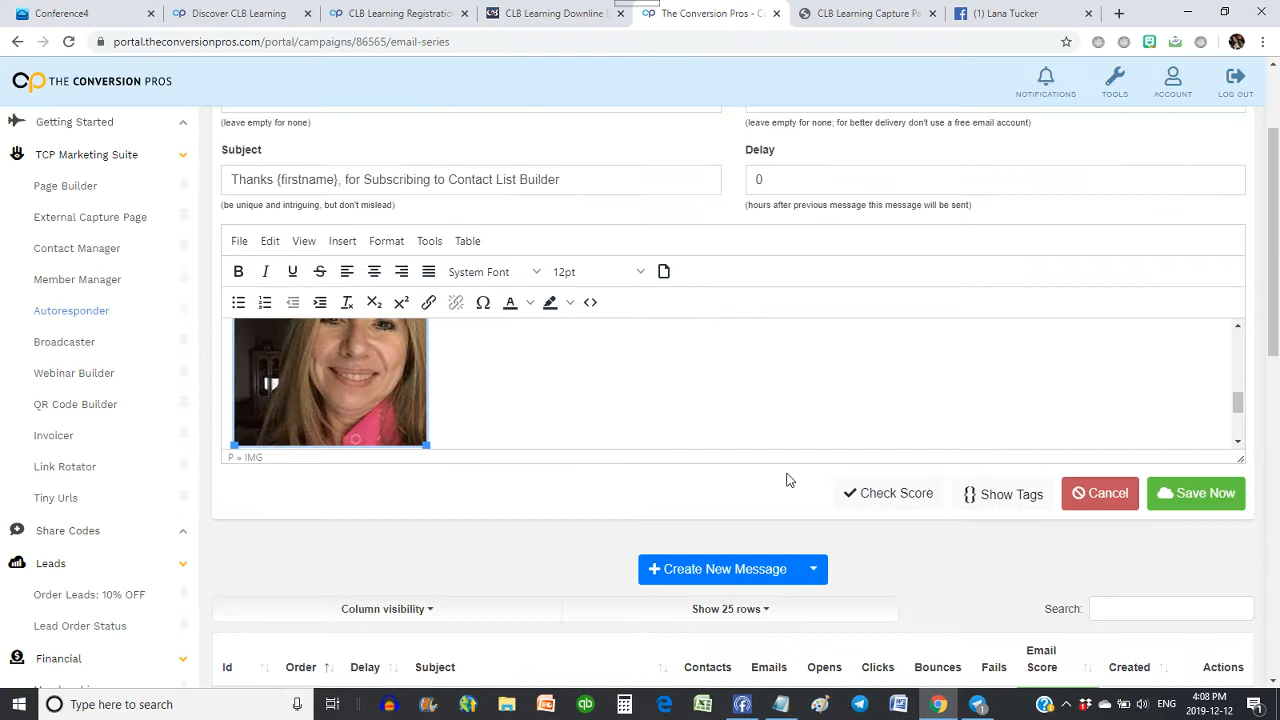 Conference4
Discover CLB Learning
CLB Learning Registration
CLB Learning Downline
The Conversion Pros - C
CLB Learning Capture Pa
(1) Lana Tucker
portal.theconversionpros.com/portal/campaigns/86565/email-series
THE CONVERSION PROS
NOTIFICATIONS
TOOLS
ACCOUNT
LOG OUT
Getting Started
TCP Marketing Suite
Page Builder
External Capture Page
Contact Manager
Member Manager
Autoresponder
Broadcaster
Webinar Builder
QR Code Builder
Invoicer
Link Rotator
Tiny Urls
Share Codes
Leads
Order Leads: 10% OFF
Lead Order Status
Financial
(leave empty for none)
(leave empty for none; for better delivery don't use a free email account)
Subject
Delay
Thanks {firstname}, for Subscribing to Contact List Builder
0
(be unique and intriguing, but don't mislead)
(hours after previous message this message will be sent)
File Edit View Insert Format Tools Table
B I U S System Font 12pt
X₂ X² Ω A <>
P » IMG
Check Score
{} Show Tags
Cancel
Save Now
+ Create New Message
Column visibility
Show 25 rows
Search:
Id Order Delay Subject Contacts Emails Opens Clicks Bounces Fails Email Score Created Actions
Type here to search
ENG
4:08 PM
2019-12-12